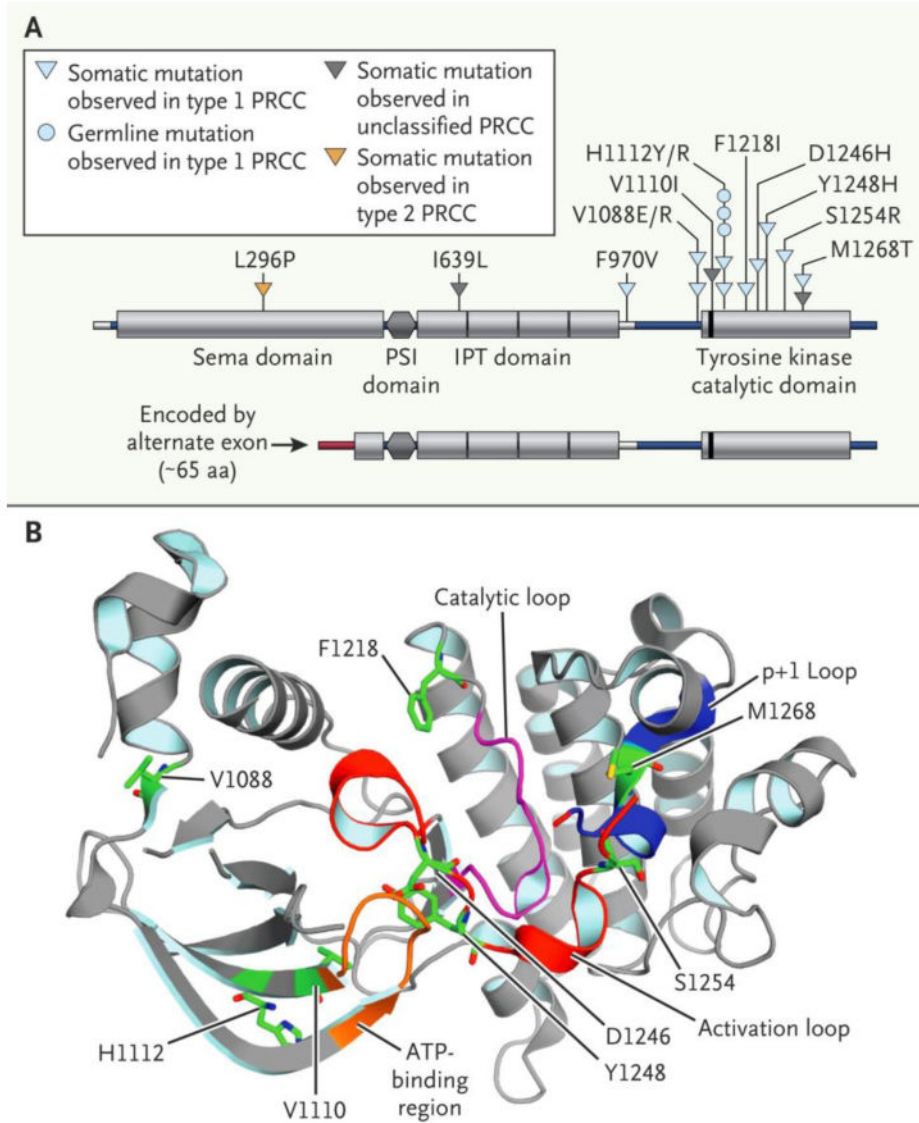 A
Somatic mutation
observed in type 1 PRCC
Germline mutation
observed in type 1 PRCC
Somatic mutation
observed in
unclassified PRCC
Somatic mutation
observed in
type 2 PRCC
H1112Y/R
F1218I
D1246H
V1110I
Y1248H
V1088E/R
S1254R
L296P
I639L
F970V
M1268T
Sema domain
PSI
domain
IPT domain
Tyrosine kinase
catalytic domain
Encoded by
alternate exon
(~65 aa)
B
Catalytic loop
F1218
p+1 Loop
M1268
V1088
S1254
H1112
V1110
ATP-
binding
region
D1246
Y1248
Activation loop